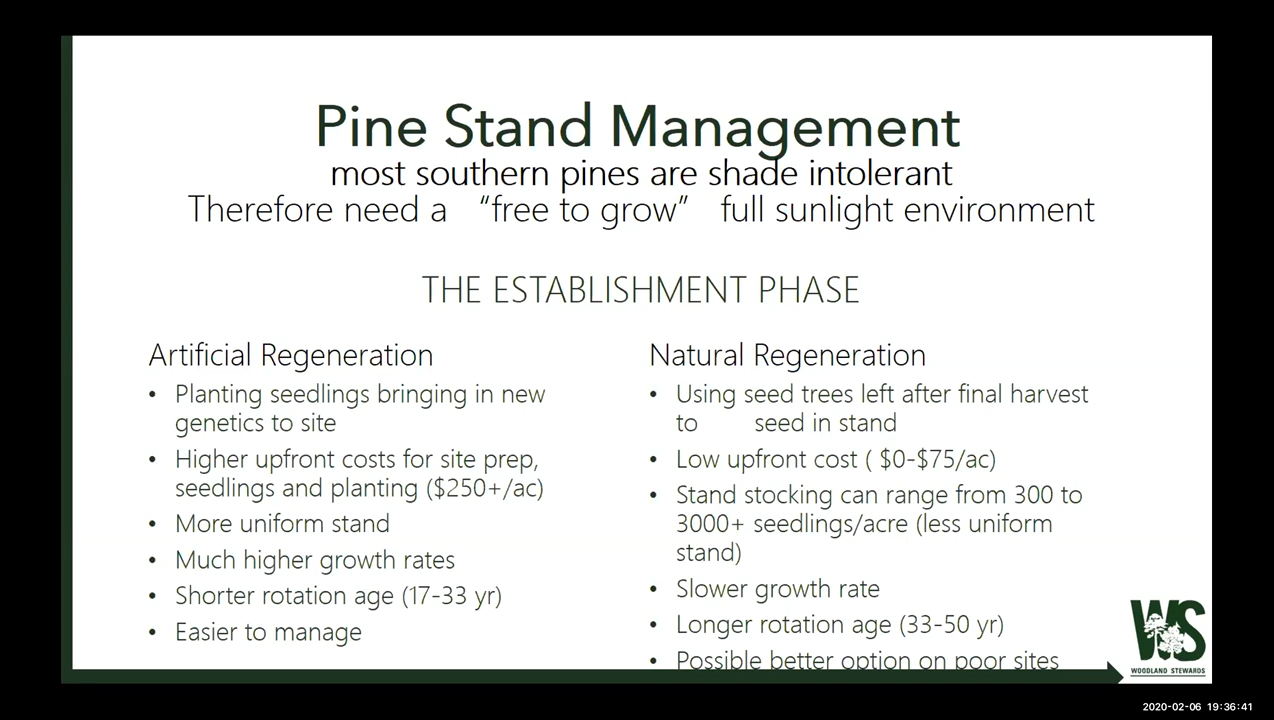 Pine Stand Management
most southern pines are shade intolerant
Therefore need a “free to grow” full sunlight environment
THE ESTABLISHMENT PHASE
Artificial Regeneration
• Planting seedlings bringing in new
genetics to site
• Higher upfront costs for site prep,
seedlings and planting ($250+/ac)
• More uniform stand
• Much higher growth rates
• Shorter rotation age (17-33 yr)
• Easier to manage
Natural Regeneration
• Using seed trees left after final harvest
to seed in stand
• Low upfront cost ( $0-$75/ac)
• Stand stocking can range from 300 to
3000+ seedlings/acre (less uniform
stand)
• Slower growth rate
• Longer rotation age (33-50 yr)
• Possible better option on poor sites
WS
WOODLAND STEWARDS
2020-02-06 19:36:41